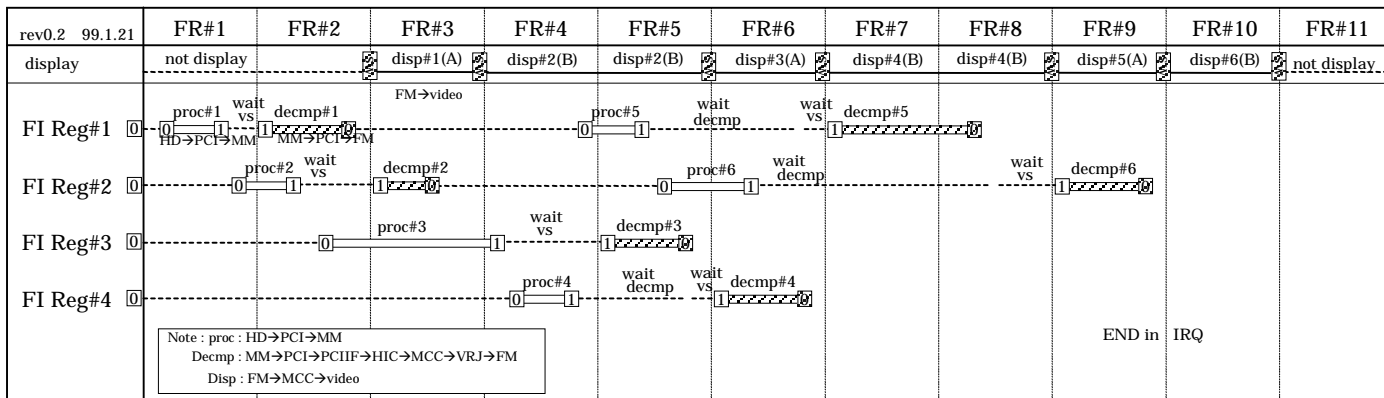 rev0.2 99.1.21 FR#1 FR#2 FR#3 FR#4 FR#5 FR#6 FR#7 FR#8 FR#9 FR#10 FR#11
display not display disp#1(A) disp#2(B) disp#2(B) disp#3(A) disp#4(B) disp#4(B) disp#5(A) disp#6(B) not display
FM→video
proc#1 wait vs decmp#1 proc#5 wait decmp wait vs decmp#5
FI Reg#1 0 0 1 1 0 0 1 1 0
HD→PCI→MM MM→PCI→FM
proc#2 wait vs decmp#2 proc#6 wait decmp wait vs decmp#6
FI Reg#2 0 0 1 1 0 0 1 1 0
proc#3 wait vs decmp#3
FI Reg#3 0 0 1 1 0
proc#4 wait decmp wait vs decmp#4
FI Reg#4 0 0 1 1 0
Note : proc : HD→PCI→MM
Decmp : MM→PCI→PCIIF→HIC→MCC→VRJ→FM
Disp : FM→MCC→video
END in IRQ